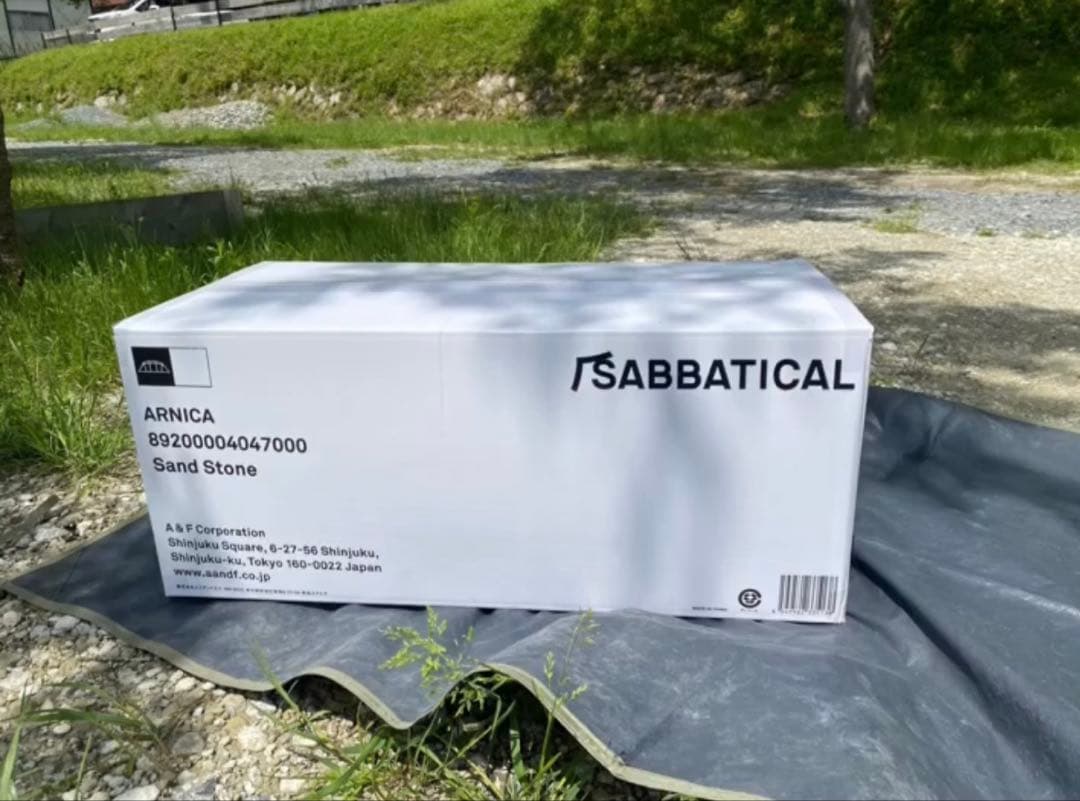 SABBATICAL
ARNICA
89200004047000
Sand Stone
A & F Corporation
Shinjuku Square, 6-27-56 Shinjuku,
Shinjuku-ku, Tokyo 160-0022 Japan
www.aandf.co.jp